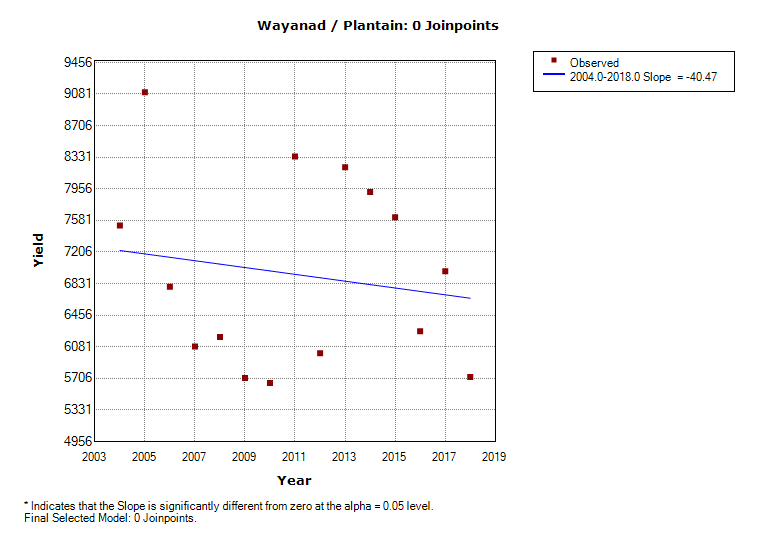 Wayanad / Plantain: 0 Joinpoints
Observed
2004.0-2018.0 Slope = -40.47
9456
9081
8706
8331
7956
7581
7206
6831
6456
6081
5706
5331
4956
Yield
2003 2005 2007 2009 2011 2013 2015 2017 2019
Year
* Indicates that the Slope is significantly different from zero at the alpha = 0.05 level.
Final Selected Model: 0 Joinpoints.